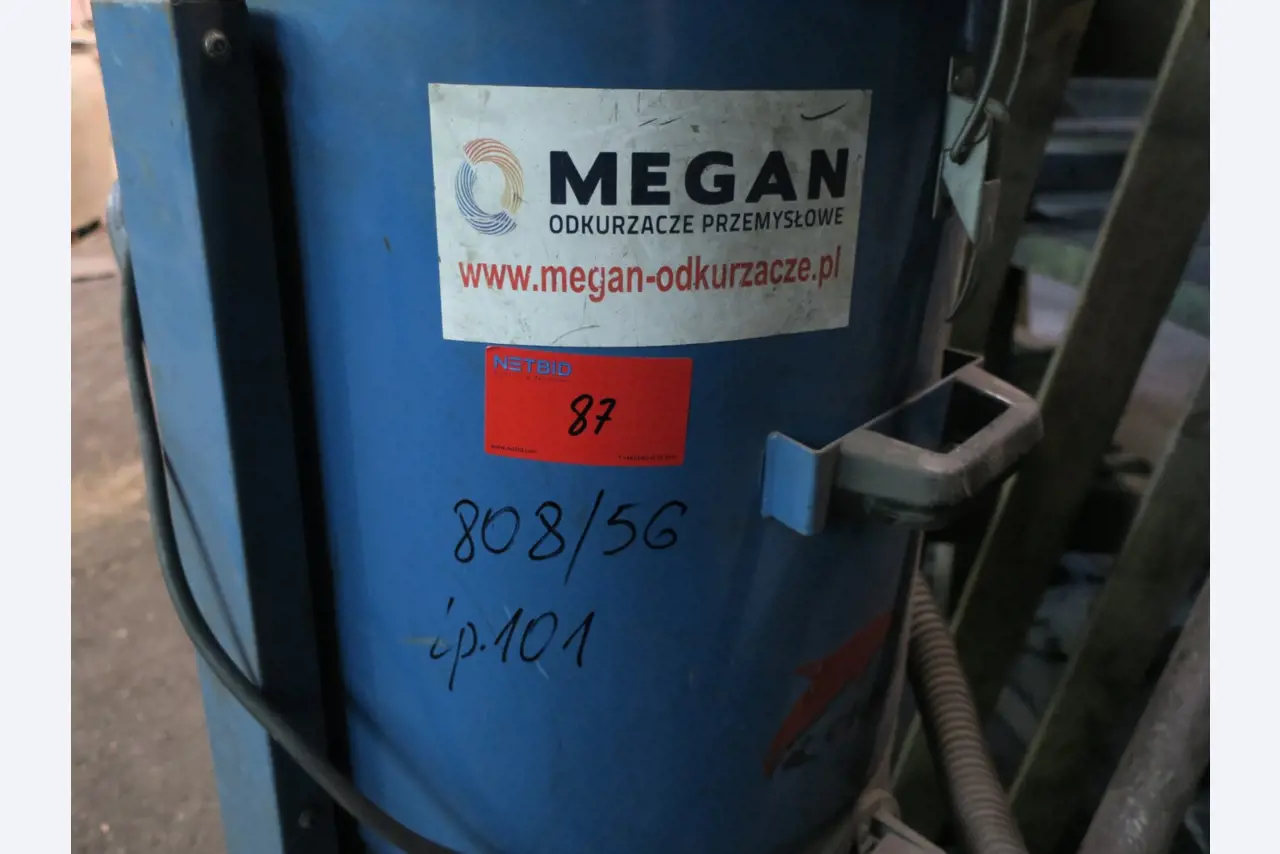 MEGAN
ODKURZACZE PRZEMYSŁOWE
www.megan-odkurzacze.pl
NETBID
87
808/56
ip.101